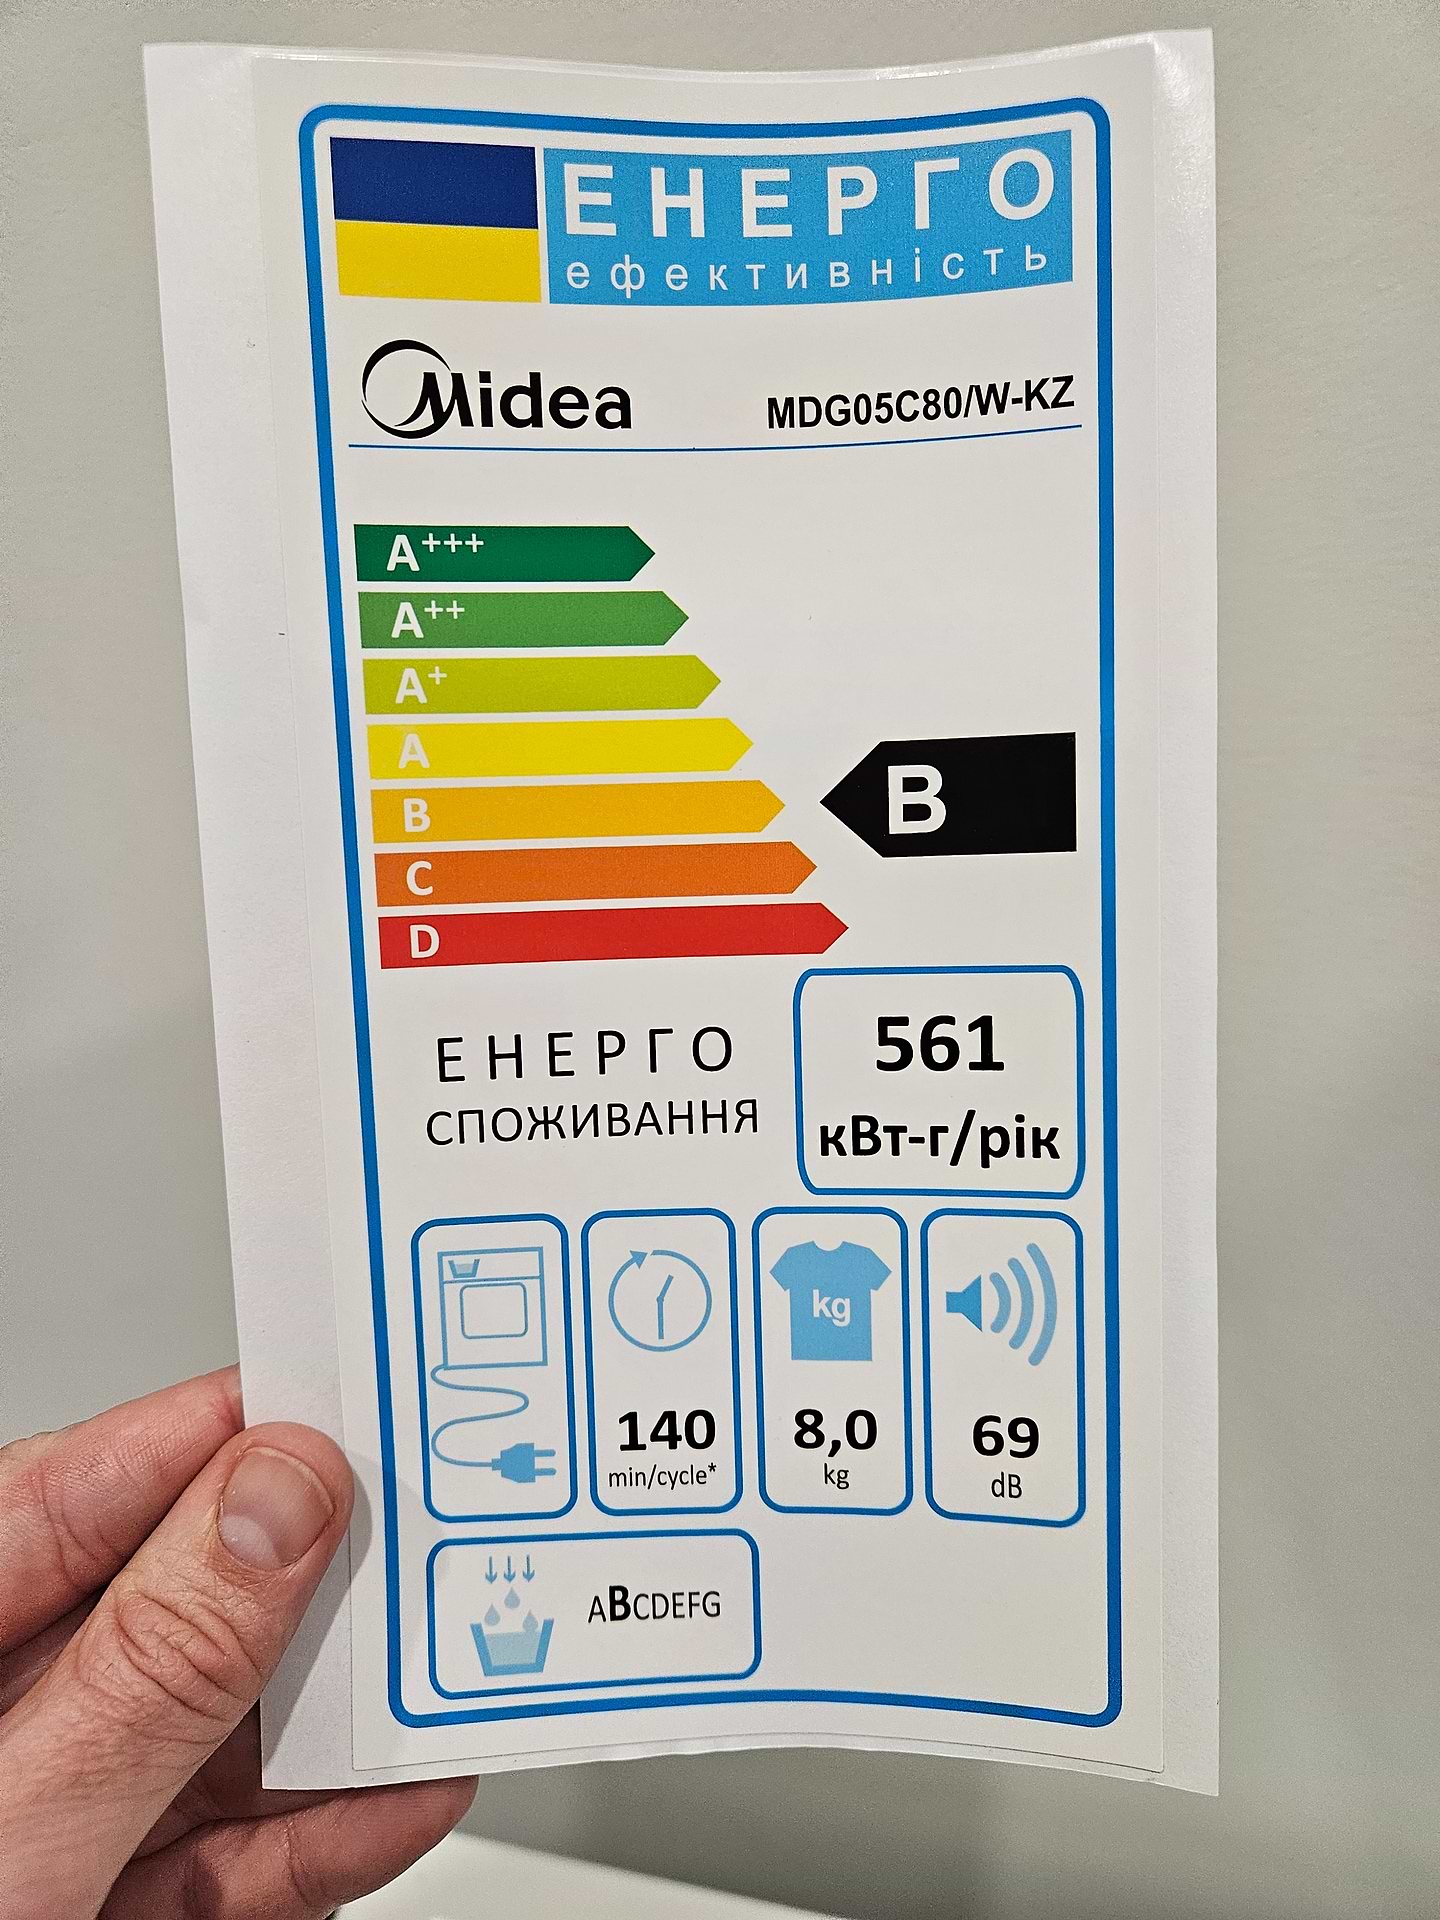 ЕНЕРГО
ефективність
Midea
MDG05C80/W-KZ
A+++
A++
A+
A
B
B
C
D
ЕНЕРГО
СПОЖИВАННЯ
561
кВт-г/рік
kg
140
min/cycle*
8,0
kg
69
dB
ABCDEFG